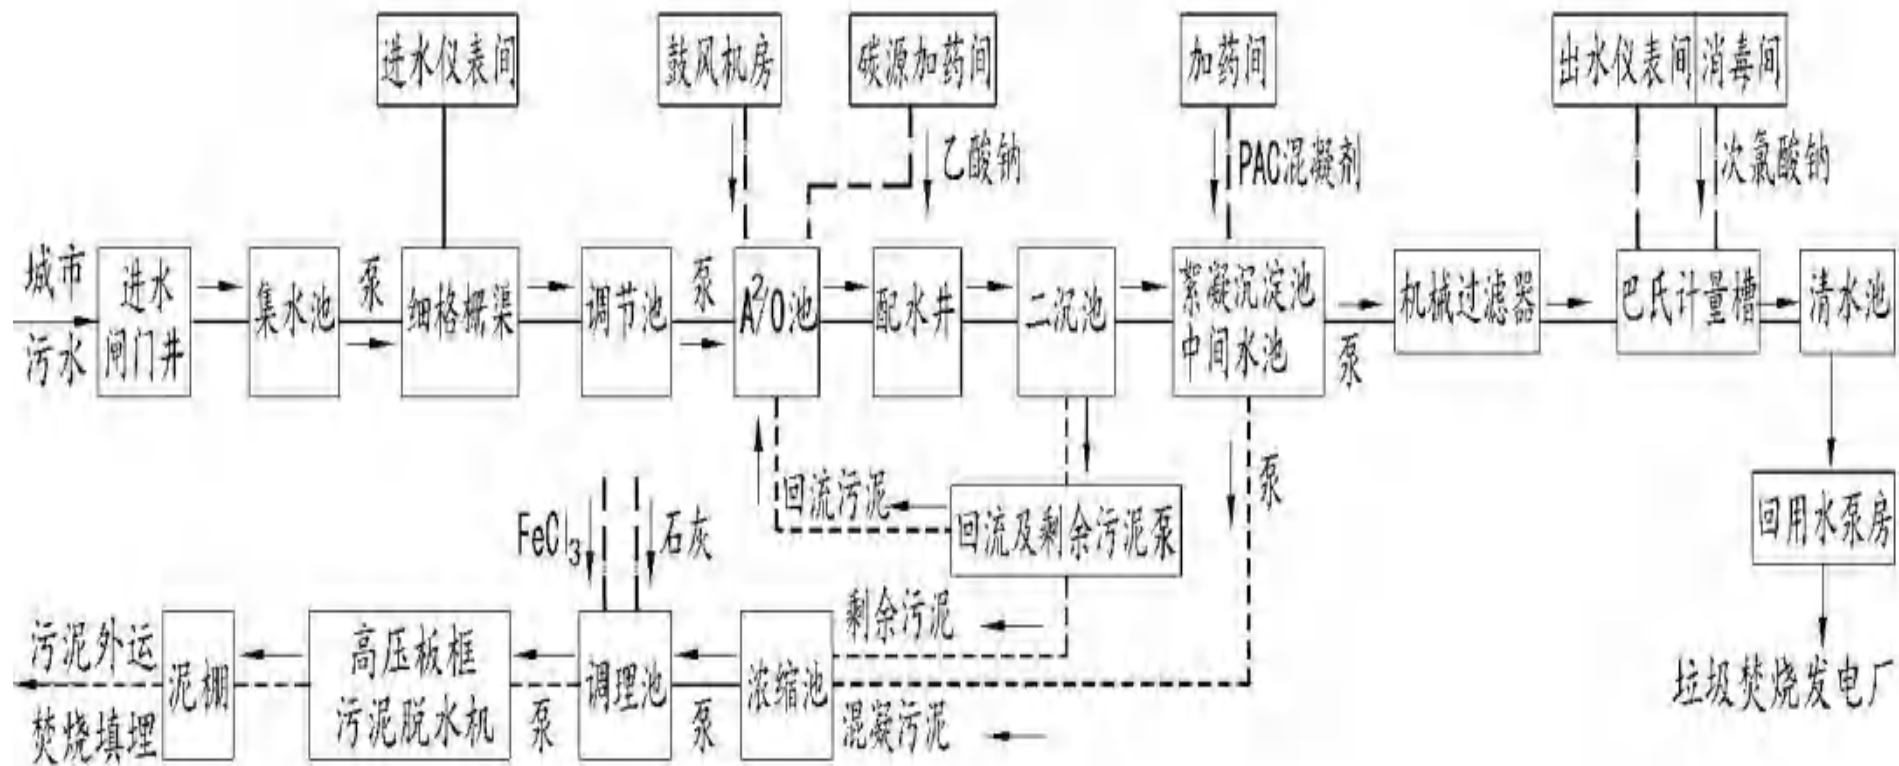 进水仪表间
鼓风机房
碳源加药间
加药间
出水仪表间
消毒间
乙酸钠
PAC混凝剂
次氯酸钠
城市
污水
进水
闸门井
集水池
泵
细格栅渠
调节池
泵
A²/O池
配水井
二沉池
絮凝沉淀池
中间水池
泵
机械过滤器
巴氏计量槽
清水池
回流污泥
回流及剩余污泥泵
泵
回用水泵房
FeCl₃
石灰
剩余污泥
污泥外运
焚烧填埋
泥棚
高压板框
污泥脱水机
泵
调理池
泵
浓缩池
混凝污泥
垃圾焚烧发电厂